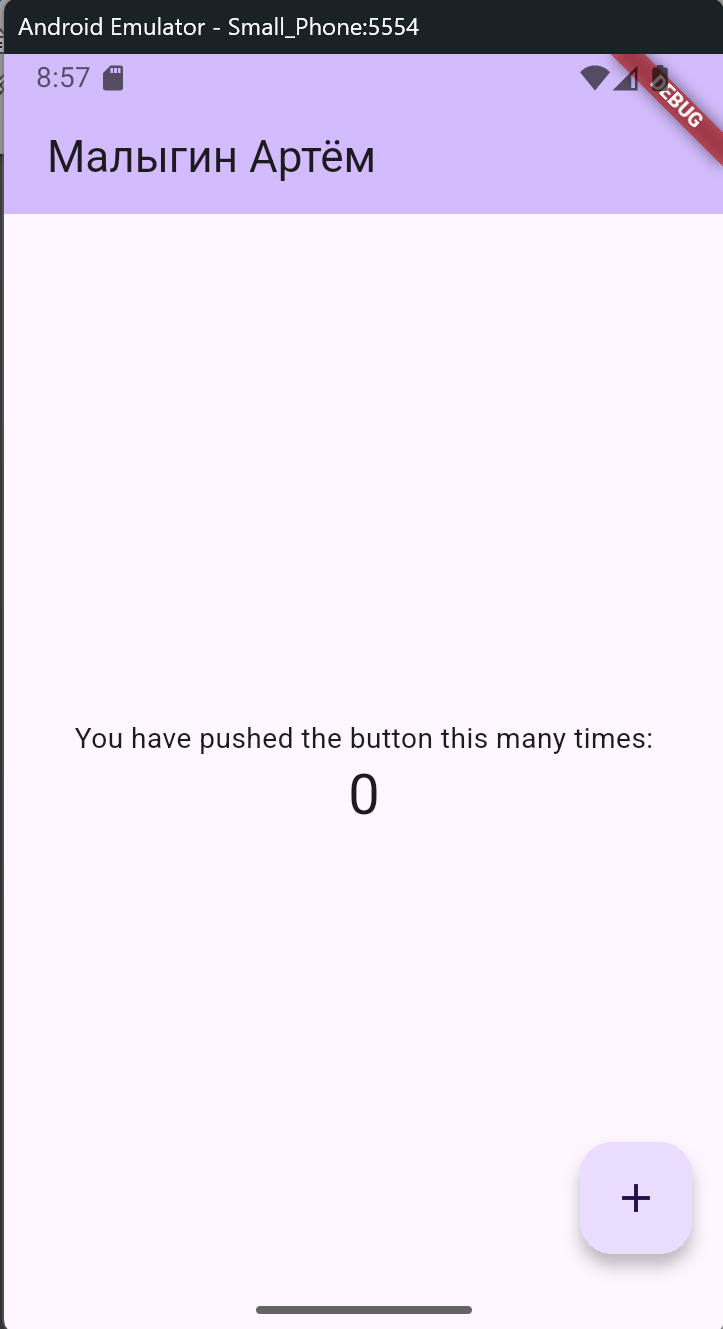 Android Emulator - Small_Phone:5554
8:57
DEBUG
Малыгин Артём
You have pushed the button this many times:
0
+